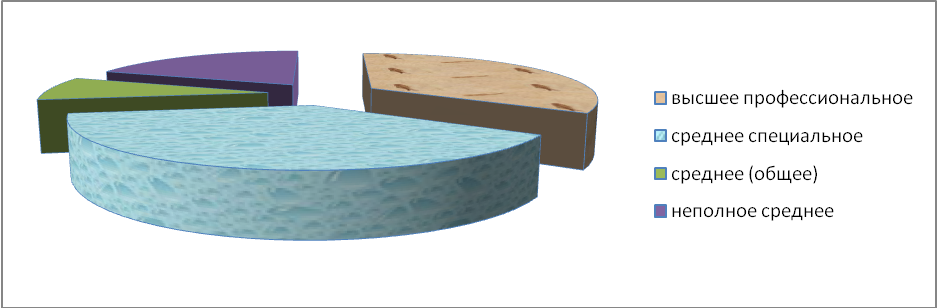 высшее профессиональное
среднее специальное
среднее (общее)
неполное среднее